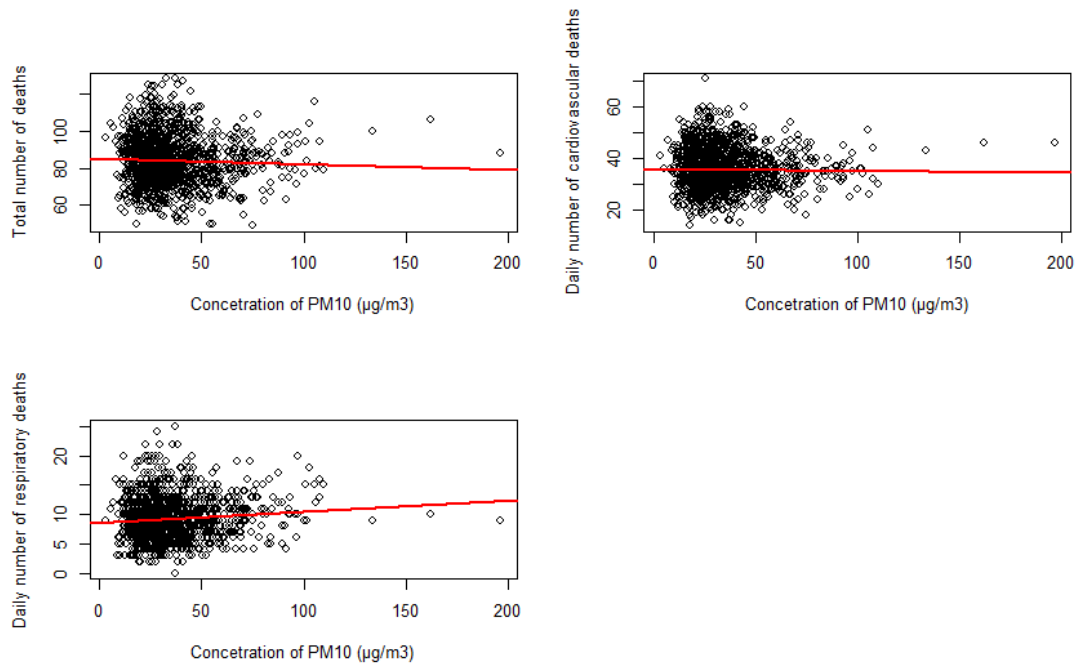 Total number of deaths
100
80
60
0 50 100 150 200
Concetration of PM10 (µg/m3)
Daily number of cardiovascular deaths
60
40
20
0 50 100 150 200
Concetration of PM10 (µg/m3)
Daily number of respiratory deaths
20
10
5
0
0 50 100 150 200
Concetration of PM10 (µg/m3)